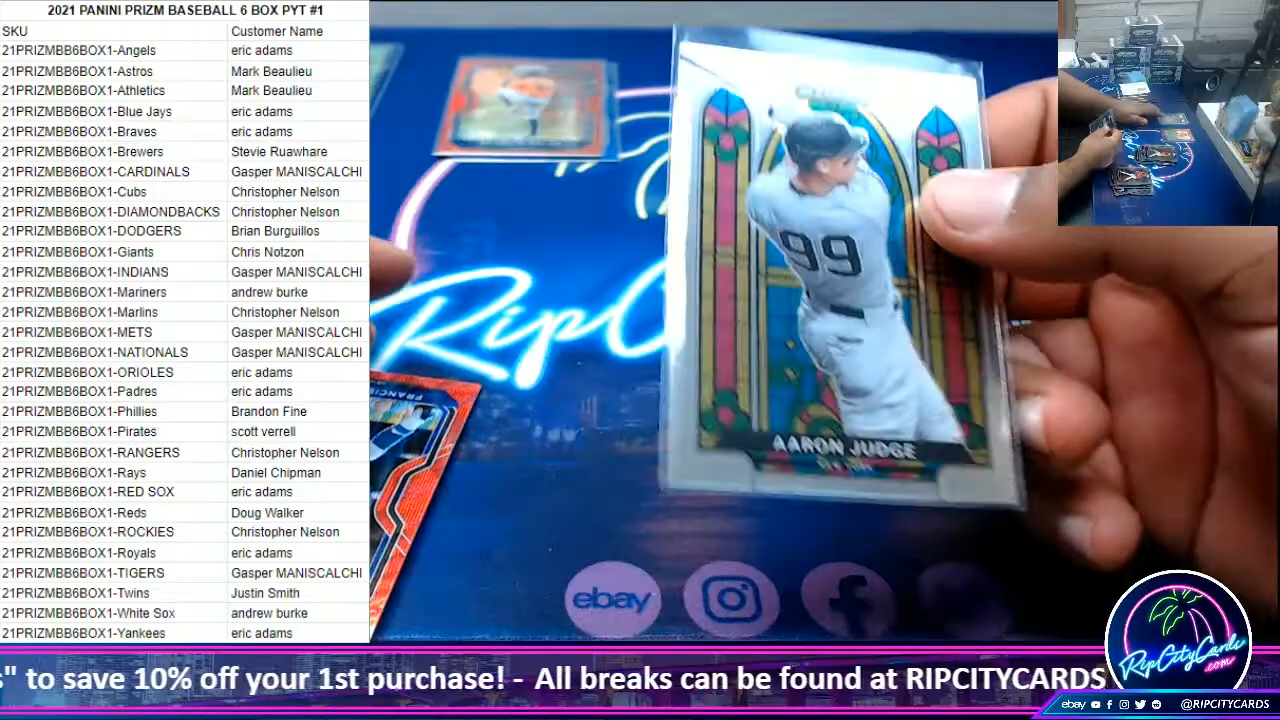 2021 PANINI PRIZM BASEBALL 6 BOX PYT #1
SKU Customer Name
21PRIZMBB6BOX1-Angels eric adams
21PRIZMBB6BOX1-Astros Mark Beaulieu
21PRIZMBB6BOX1-Athletics Mark Beaulieu
21PRIZMBB6BOX1-Blue Jays eric adams
21PRIZMBB6BOX1-Braves eric adams
21PRIZMBB6BOX1-Brewers Stevie Ruawhare
21PRIZMBB6BOX1-CARDINALS Gasper MANISCALCHI
21PRIZMBB6BOX1-Cubs Christopher Nelson
21PRIZMBB6BOX1-DIAMONDBACKS Christopher Nelson
21PRIZMBB6BOX1-DODGERS Brian Burguillos
21PRIZMBB6BOX1-Giants Chris Notzon
21PRIZMBB6BOX1-INDIANS Gasper MANISCALCHI
21PRIZMBB6BOX1-Mariners andrew burke
21PRIZMBB6BOX1-Marlins Christopher Nelson
21PRIZMBB6BOX1-METS Gasper MANISCALCHI
21PRIZMBB6BOX1-NATIONALS Gasper MANISCALCHI
21PRIZMBB6BOX1-ORIOLES eric adams
21PRIZMBB6BOX1-Padres eric adams
21PRIZMBB6BOX1-Phillies Brandon Fine
21PRIZMBB6BOX1-Pirates scott verrell
21PRIZMBB6BOX1-RANGERS Christopher Nelson
21PRIZMBB6BOX1-Rays Daniel Chipman
21PRIZMBB6BOX1-RED SOX eric adams
21PRIZMBB6BOX1-Reds Doug Walker
21PRIZMBB6BOX1-ROCKIES Christopher Nelson
21PRIZMBB6BOX1-Royals eric adams
21PRIZMBB6BOX1-TIGERS Gasper MANISCALCHI
21PRIZMBB6BOX1-Twins Justin Smith
21PRIZMBB6BOX1-White Sox andrew burke
21PRIZMBB6BOX1-Yankees eric adams
RipC
99
AARON JUDGE
NEW YORK
ebay
s" to save 10% off your 1st purchase! - All breaks can be found at RIPCITYCARDS
RipCityCards
.com
ebay @RIPCITYCARDS